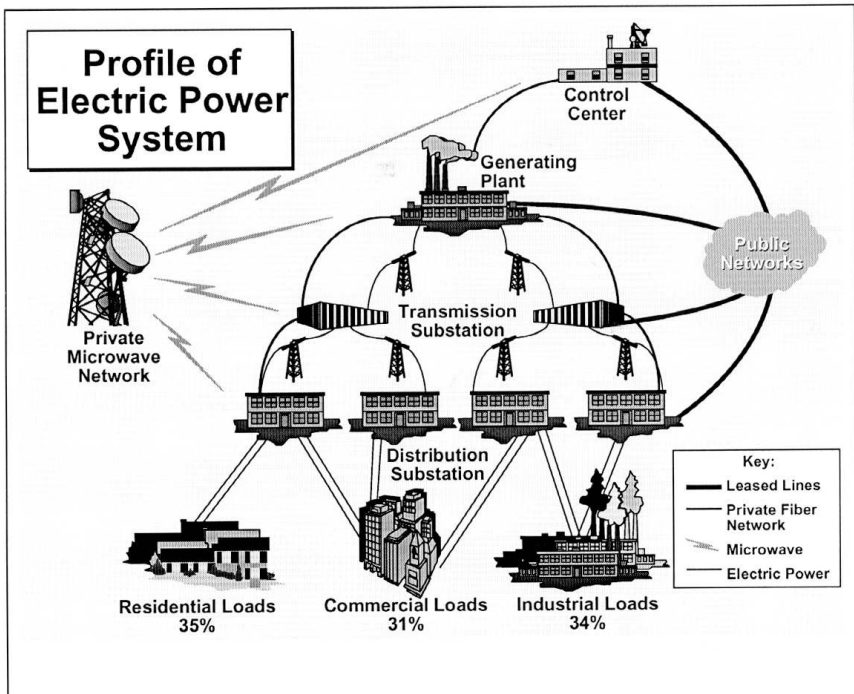 Profile of
Electric Power
System
Control
Center
Generating
Plant
Public
Networks
Private
Microwave
Network
Transmission
Substation
Distribution
Substation
Key:
Leased Lines
Private Fiber
Network
Microwave
Electric Power
Residential Loads
35%
Commercial Loads
31%
Industrial Loads
34%